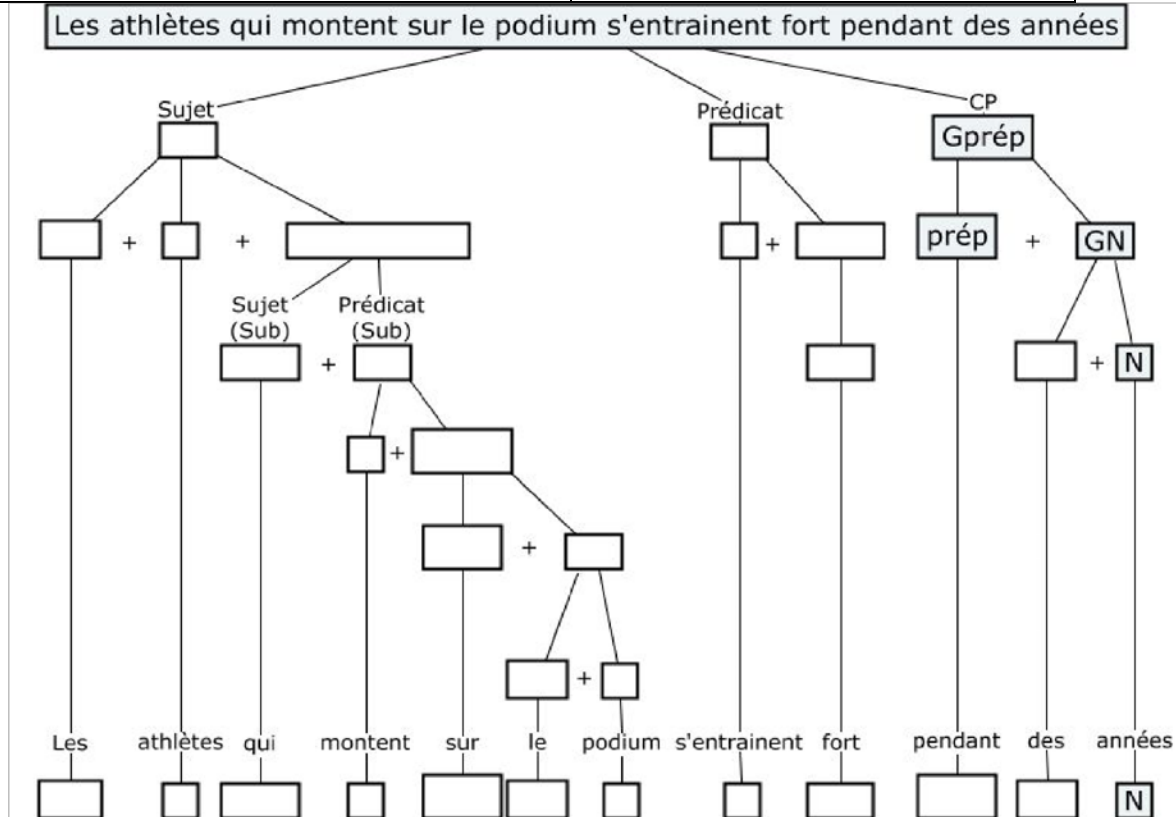 Les athlètes qui montent sur le podium s'entrainent fort pendant des années
Sujet Prédicat CP
Gprép
+ + + prép + GN
Sujet Prédicat
(Sub) (Sub)
+ + N
+
+
+
Les athlètes qui montent sur le podium s'entrainent fort pendant des années
N